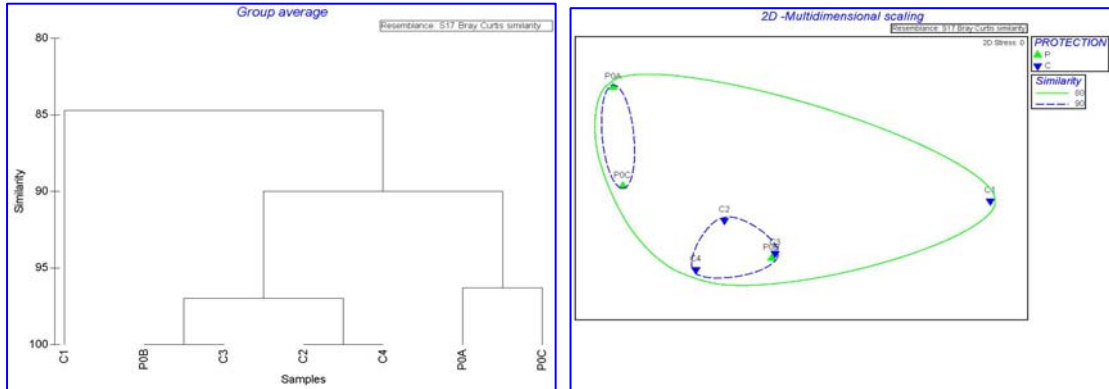 Group average
Resemblance: S17 Bray Curtis similarity
80
85
90
95
100
Similarity
C1
P0B
C3
C2
C4
P0A
P0C
Samples
2D -Multidimensional scaling
Resemblance: S17 Bray Curtis similarity
2D Stress: 0
P0A
P0C
C1
C2
C3
P0B
C4
PROTECTION
P
C
Similarity
80
90